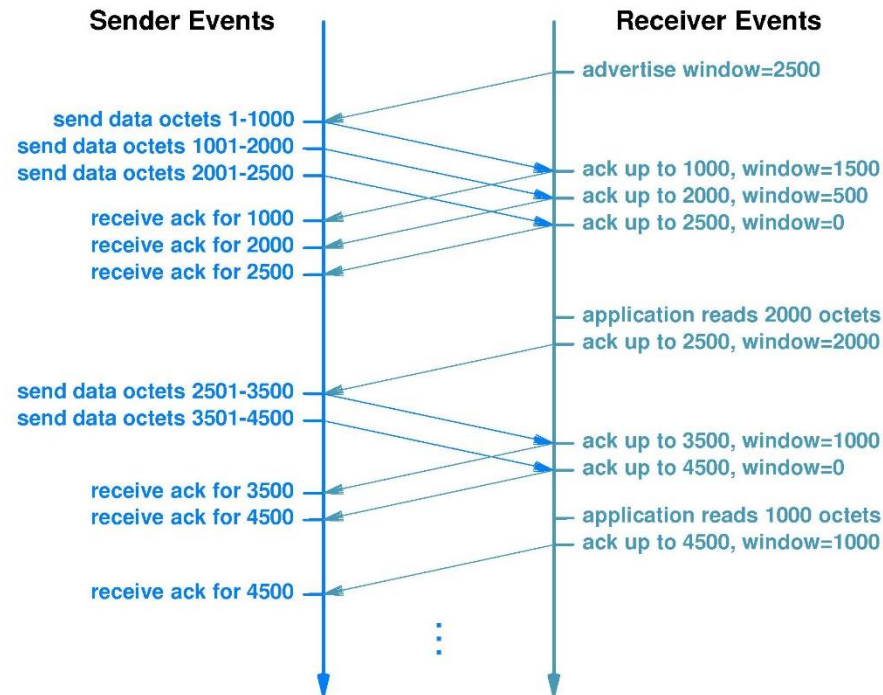 Sender Events
Receiver Events
advertise window=2500
send data octets 1-1000
send data octets 1001-2000
send data octets 2001-2500
ack up to 1000, window=1500
ack up to 2000, window=500
ack up to 2500, window=0
receive ack for 1000
receive ack for 2000
receive ack for 2500
application reads 2000 octets
ack up to 2500, window=2000
send data octets 2501-3500
send data octets 3501-4500
ack up to 3500, window=1000
ack up to 4500, window=0
receive ack for 3500
receive ack for 4500
application reads 1000 octets
ack up to 4500, window=1000
receive ack for 4500